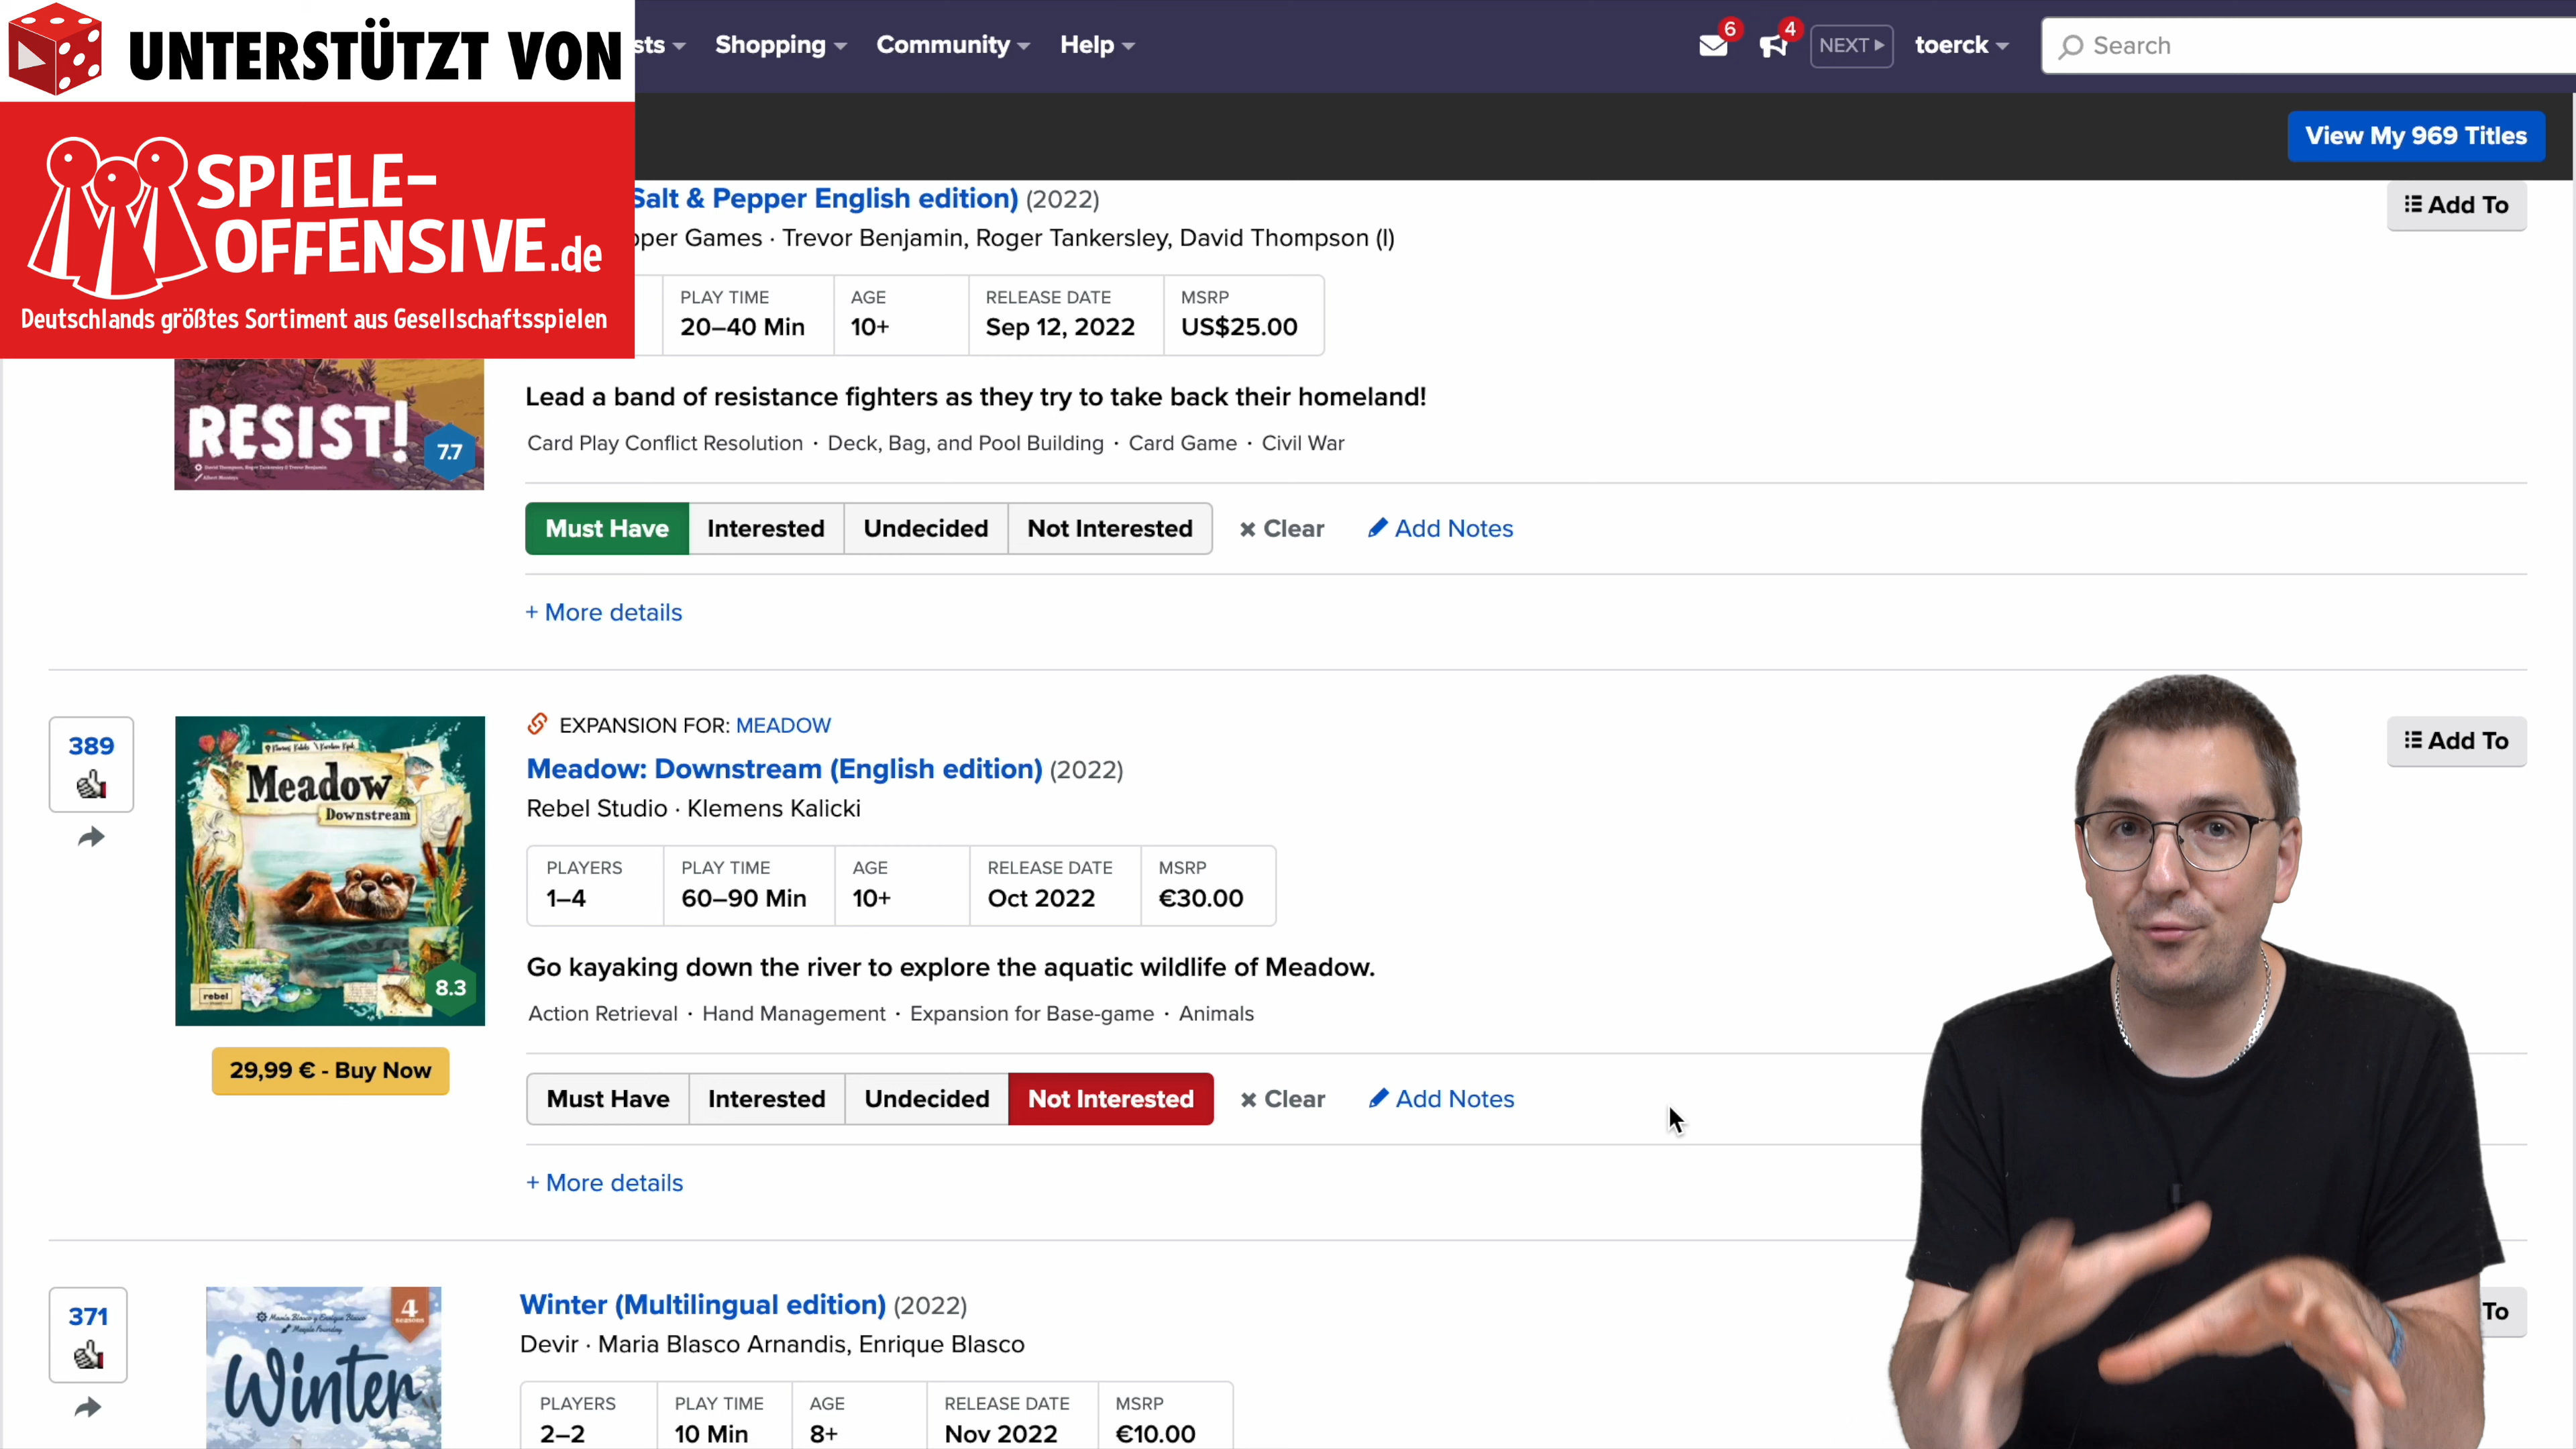 UNTERSTÜTZT VON
SPIELE-
OFFENSIVE.de
Deutschlands größtes Sortiment aus Gesellschaftsspielen
sts Shopping Community Help 6 4 NEXT toerck Search
View My 969 Titles
Salt & Pepper English edition) (2022)
Add To
pper Games · Trevor Benjamin, Roger Tankersley, David Thompson (I)
PLAY TIME AGE RELEASE DATE MSRP
20–40 Min 10+ Sep 12, 2022 US$25.00
RESIST!
7.7
Lead a band of resistance fighters as they try to take back their homeland!
Card Play Conflict Resolution · Deck, Bag, and Pool Building · Card Game · Civil War
Must Have Interested Undecided Not Interested × Clear Add Notes
+ More details
389
Meadow
Downstream
rebel
8.3
29,99 € - Buy Now
EXPANSION FOR: MEADOW
Meadow: Downstream (English edition) (2022)
Add To
Rebel Studio · Klemens Kalicki
PLAYERS PLAY TIME AGE RELEASE DATE MSRP
1–4 60–90 Min 10+ Oct 2022 €30.00
Go kayaking down the river to explore the aquatic wildlife of Meadow.
Action Retrieval · Hand Management · Expansion for Base-game · Animals
Must Have Interested Undecided Not Interested × Clear Add Notes
+ More details
371
4
seasons
Winter
Winter (Multilingual edition) (2022)
To
Devir · Maria Blasco Arnandis, Enrique Blasco
PLAYERS PLAY TIME AGE RELEASE DATE MSRP
2–2 10 Min 8+ Nov 2022 €10.00